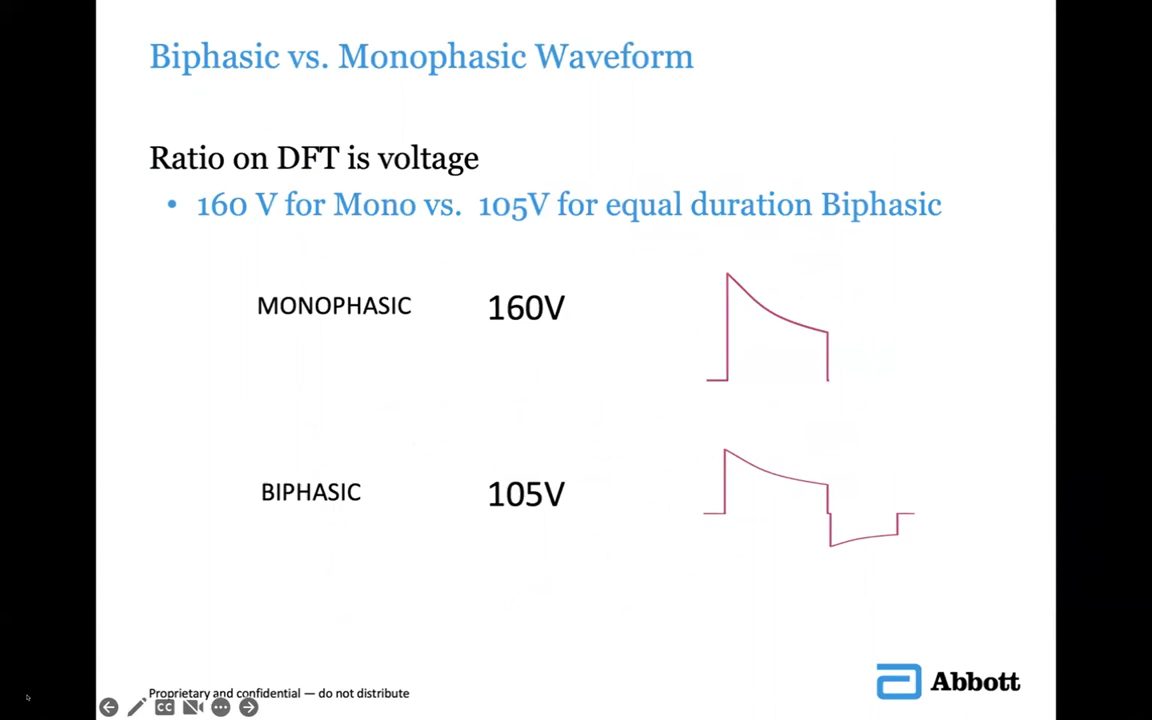 Biphasic vs. Monophasic Waveform
Ratio on DFT is voltage
• 160 V for Mono vs. 105V for equal duration Biphasic
MONOPHASIC 160V
BIPHASIC 105V
Proprietary and confidential — do not distribute
CC
Abbott